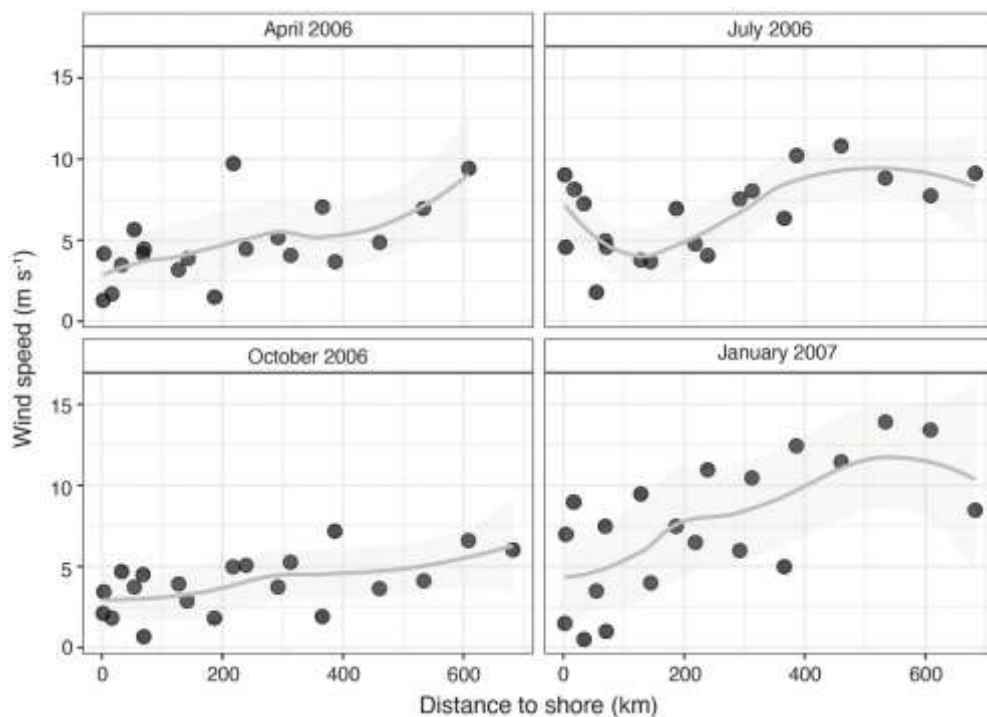 April 2006
July 2006
15
10
5
0
October 2006
January 2007
15
10
5
0
Wind speed (m s⁻¹)
0
200
400
600
0
200
400
600
Distance to shore (km)